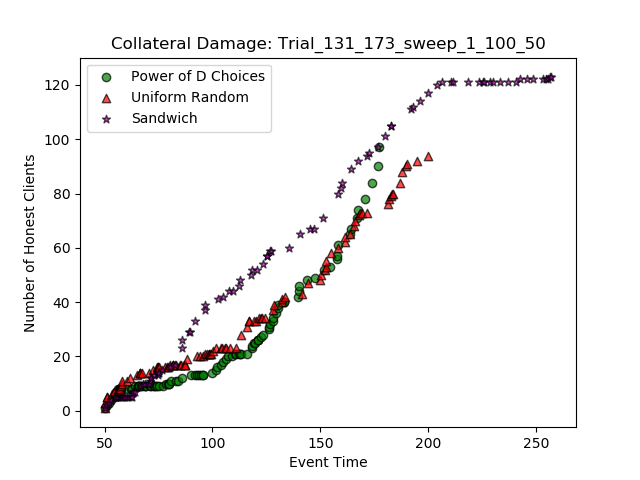 Collateral Damage: Trial_131_173_sweep_1_100_50
Power of D Choices
Uniform Random
Sandwich
120
100
80
60
40
20
0
Number of Honest Clients
50 100 150 200 250
Event Time